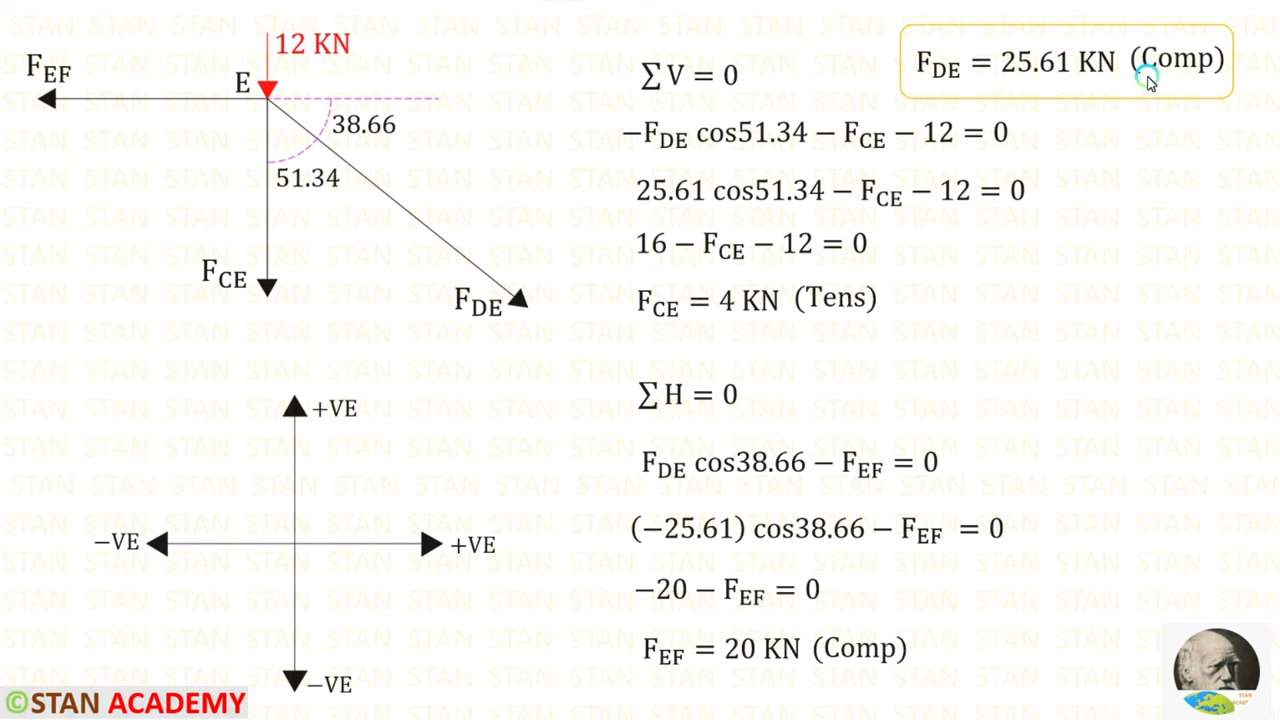 12 KN
F_EF
E
38.66
51.34
F_CE
F_DE
+VE
−VE
+VE
−VE
∑V = 0
−F_DE cos51.34 − F_CE − 12 = 0
25.61 cos51.34 − F_CE − 12 = 0
16 − F_CE − 12 = 0
F_CE = 4 KN (Tens)
∑H = 0
F_DE cos38.66 − F_EF = 0
(−25.61) cos38.66 − F_EF = 0
−20 − F_EF = 0
F_EF = 20 KN (Comp)
F_DE = 25.61 KN (Comp)
©STAN ACADEMY